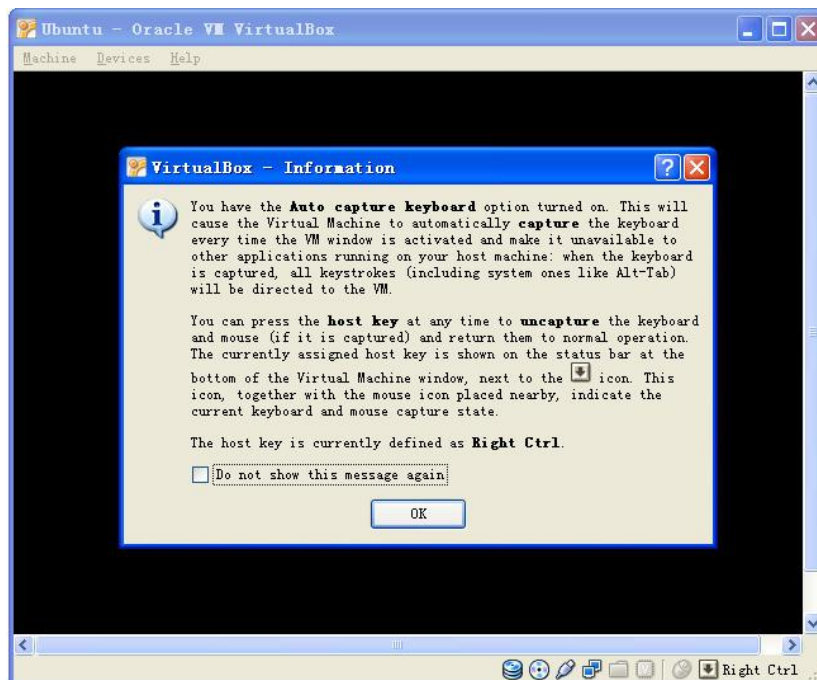 Ubuntu - Oracle VM VirtualBox
Machine Devices Help
VirtualBox - Information
You have the Auto capture keyboard option turned on. This will
cause the Virtual Machine to automatically capture the keyboard
every time the VM window is activated and make it unavailable to
other applications running on your host machine: when the keyboard
is captured, all keystrokes (including system ones like Alt-Tab)
will be directed to the VM.
You can press the host key at any time to uncapture the keyboard
and mouse (if it is captured) and return them to normal operation.
The currently assigned host key is shown on the status bar at the
bottom of the Virtual Machine window, next to the icon. This
icon, together with the mouse icon placed nearby, indicate the
current keyboard and mouse capture state.
The host key is currently defined as Right Ctrl.
Do not show this message again
OK
Right Ctrl